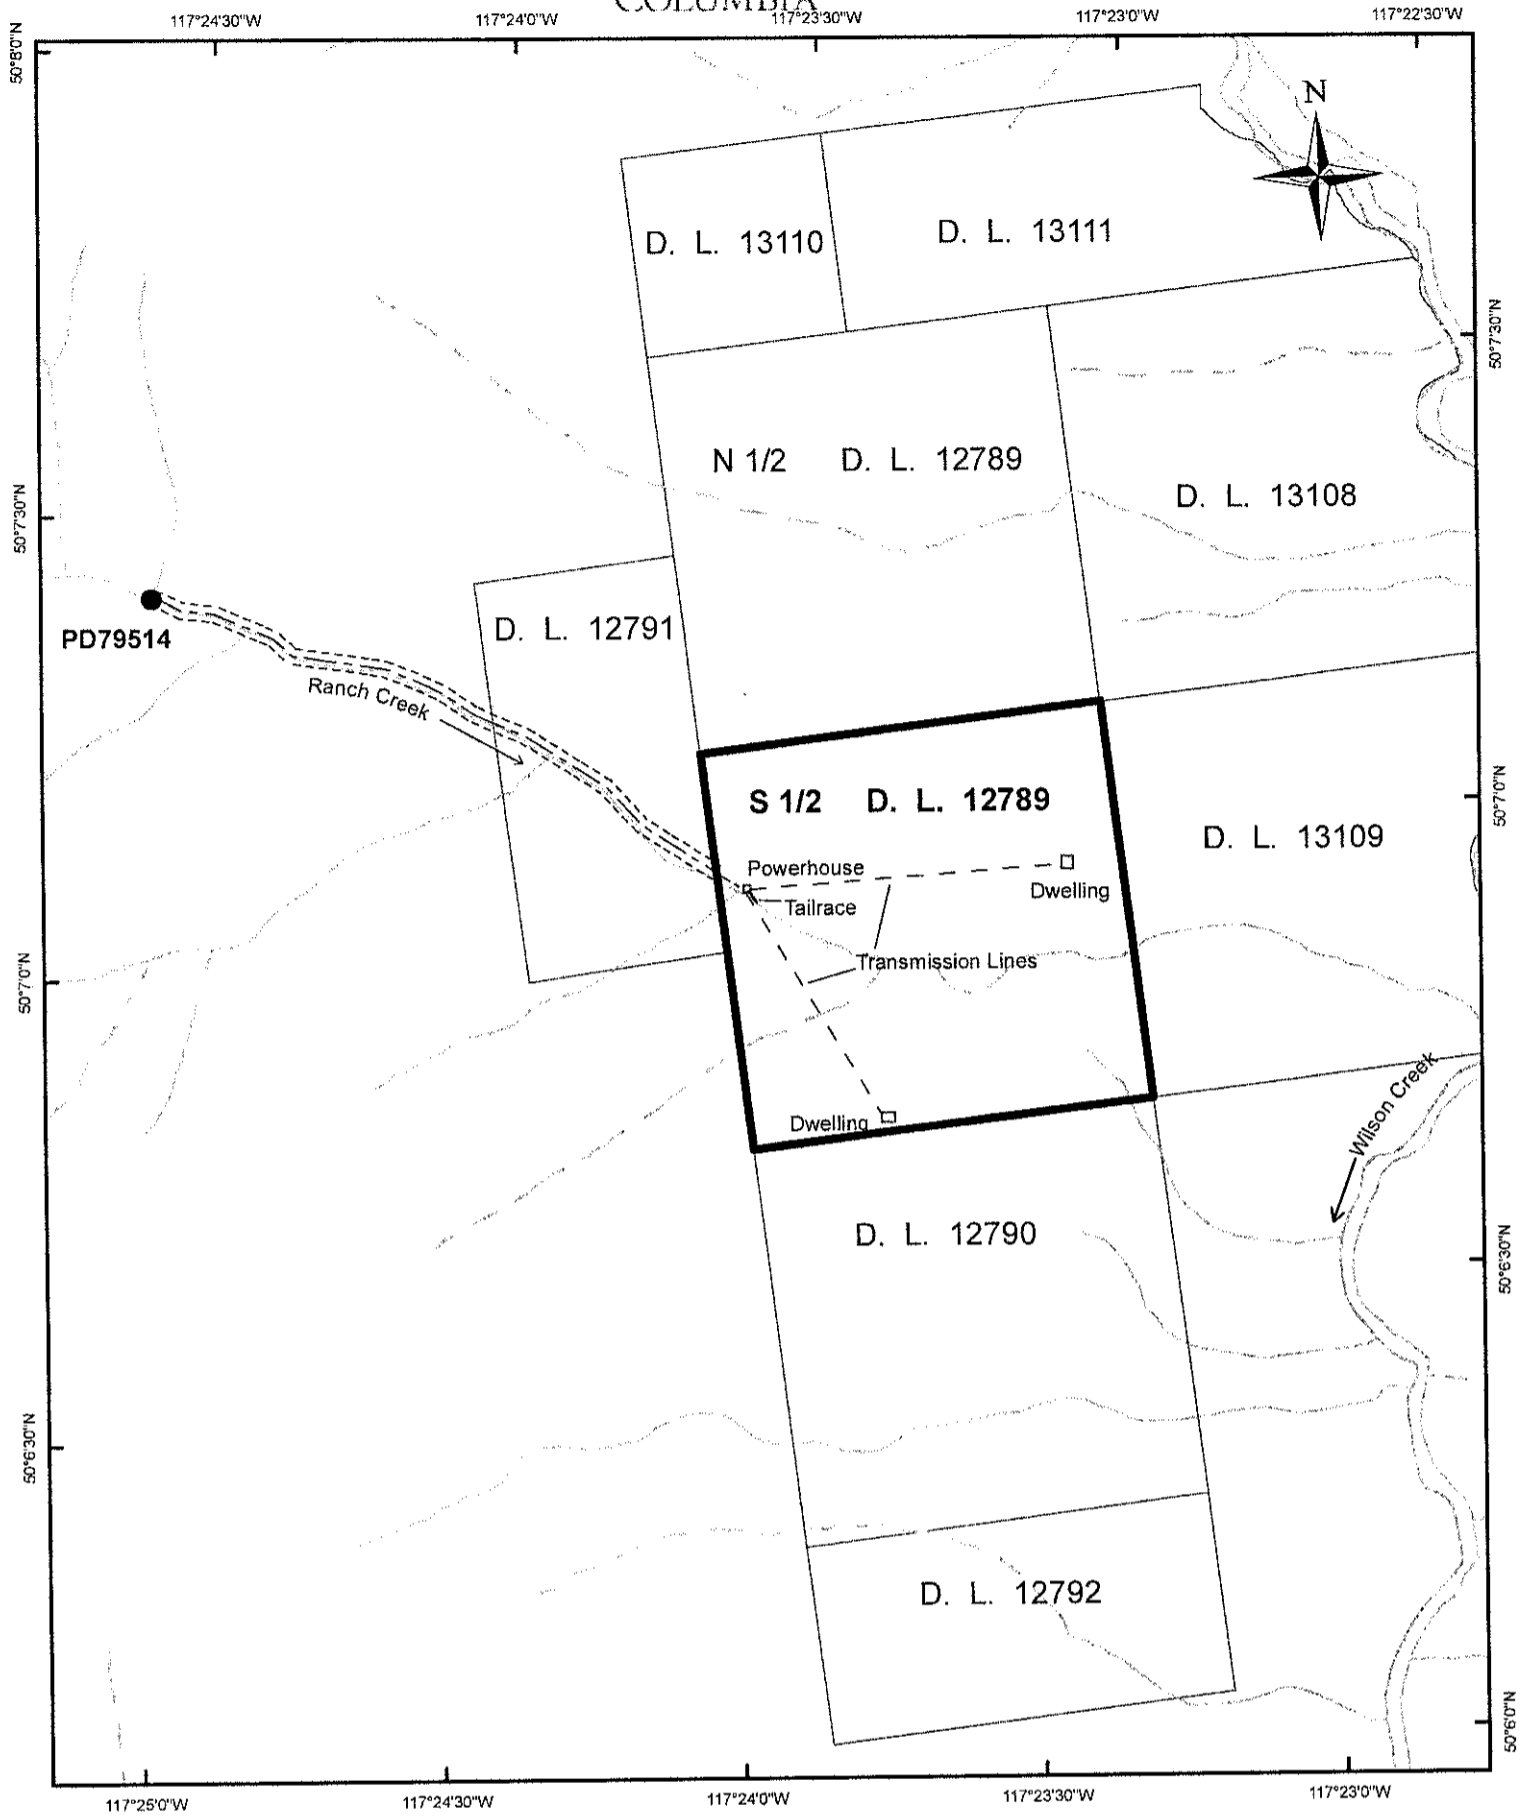 COLUMBIA
117°24'30"W 117°24'0"W 117°23'30"W 117°23'0"W 117°22'30"W
50°8'0"N
N
D. L. 13110
D. L. 13111
50°7'30"N
N 1/2 D. L. 12789
D. L. 13108
50°7'30"N
PD79514
D. L. 12791
Ranch Creek
S 1/2 D. L. 12789
50°7'0"N
D. L. 13109
Powerhouse
Dwelling
Tailrace
Transmission Lines
50°7'0"N
Dwelling
Wilson Creek
D. L. 12790
50°6'30"N
50°6'30"N
D. L. 12792
50°6'0"N
117°25'0"W 117°24'30"W 117°24'0"W 117°23'30"W 117°23'0"W